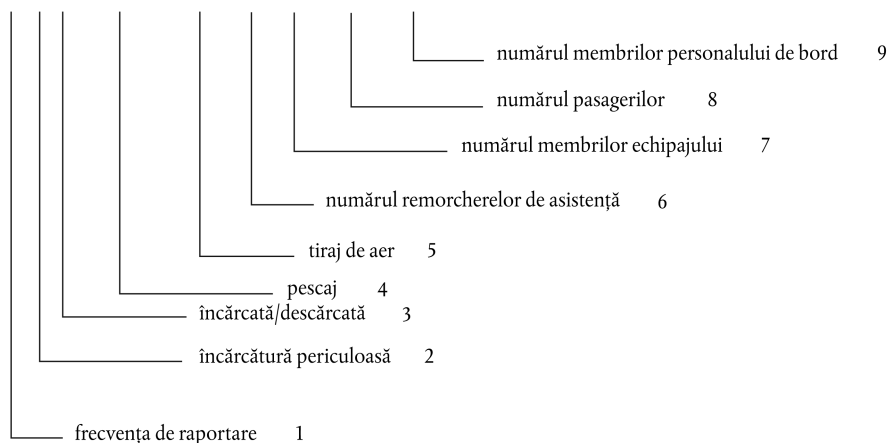 numărul membrilor personalului de bord 9
numărul pasagerilor 8
numărul membrilor echipajului 7
numărul remorcherelor de asistență 6
tiraj de aer 5
pescaj 4
încărcată/descărcată 3
încărcătură periculoasă 2
frecvența de raportare 1